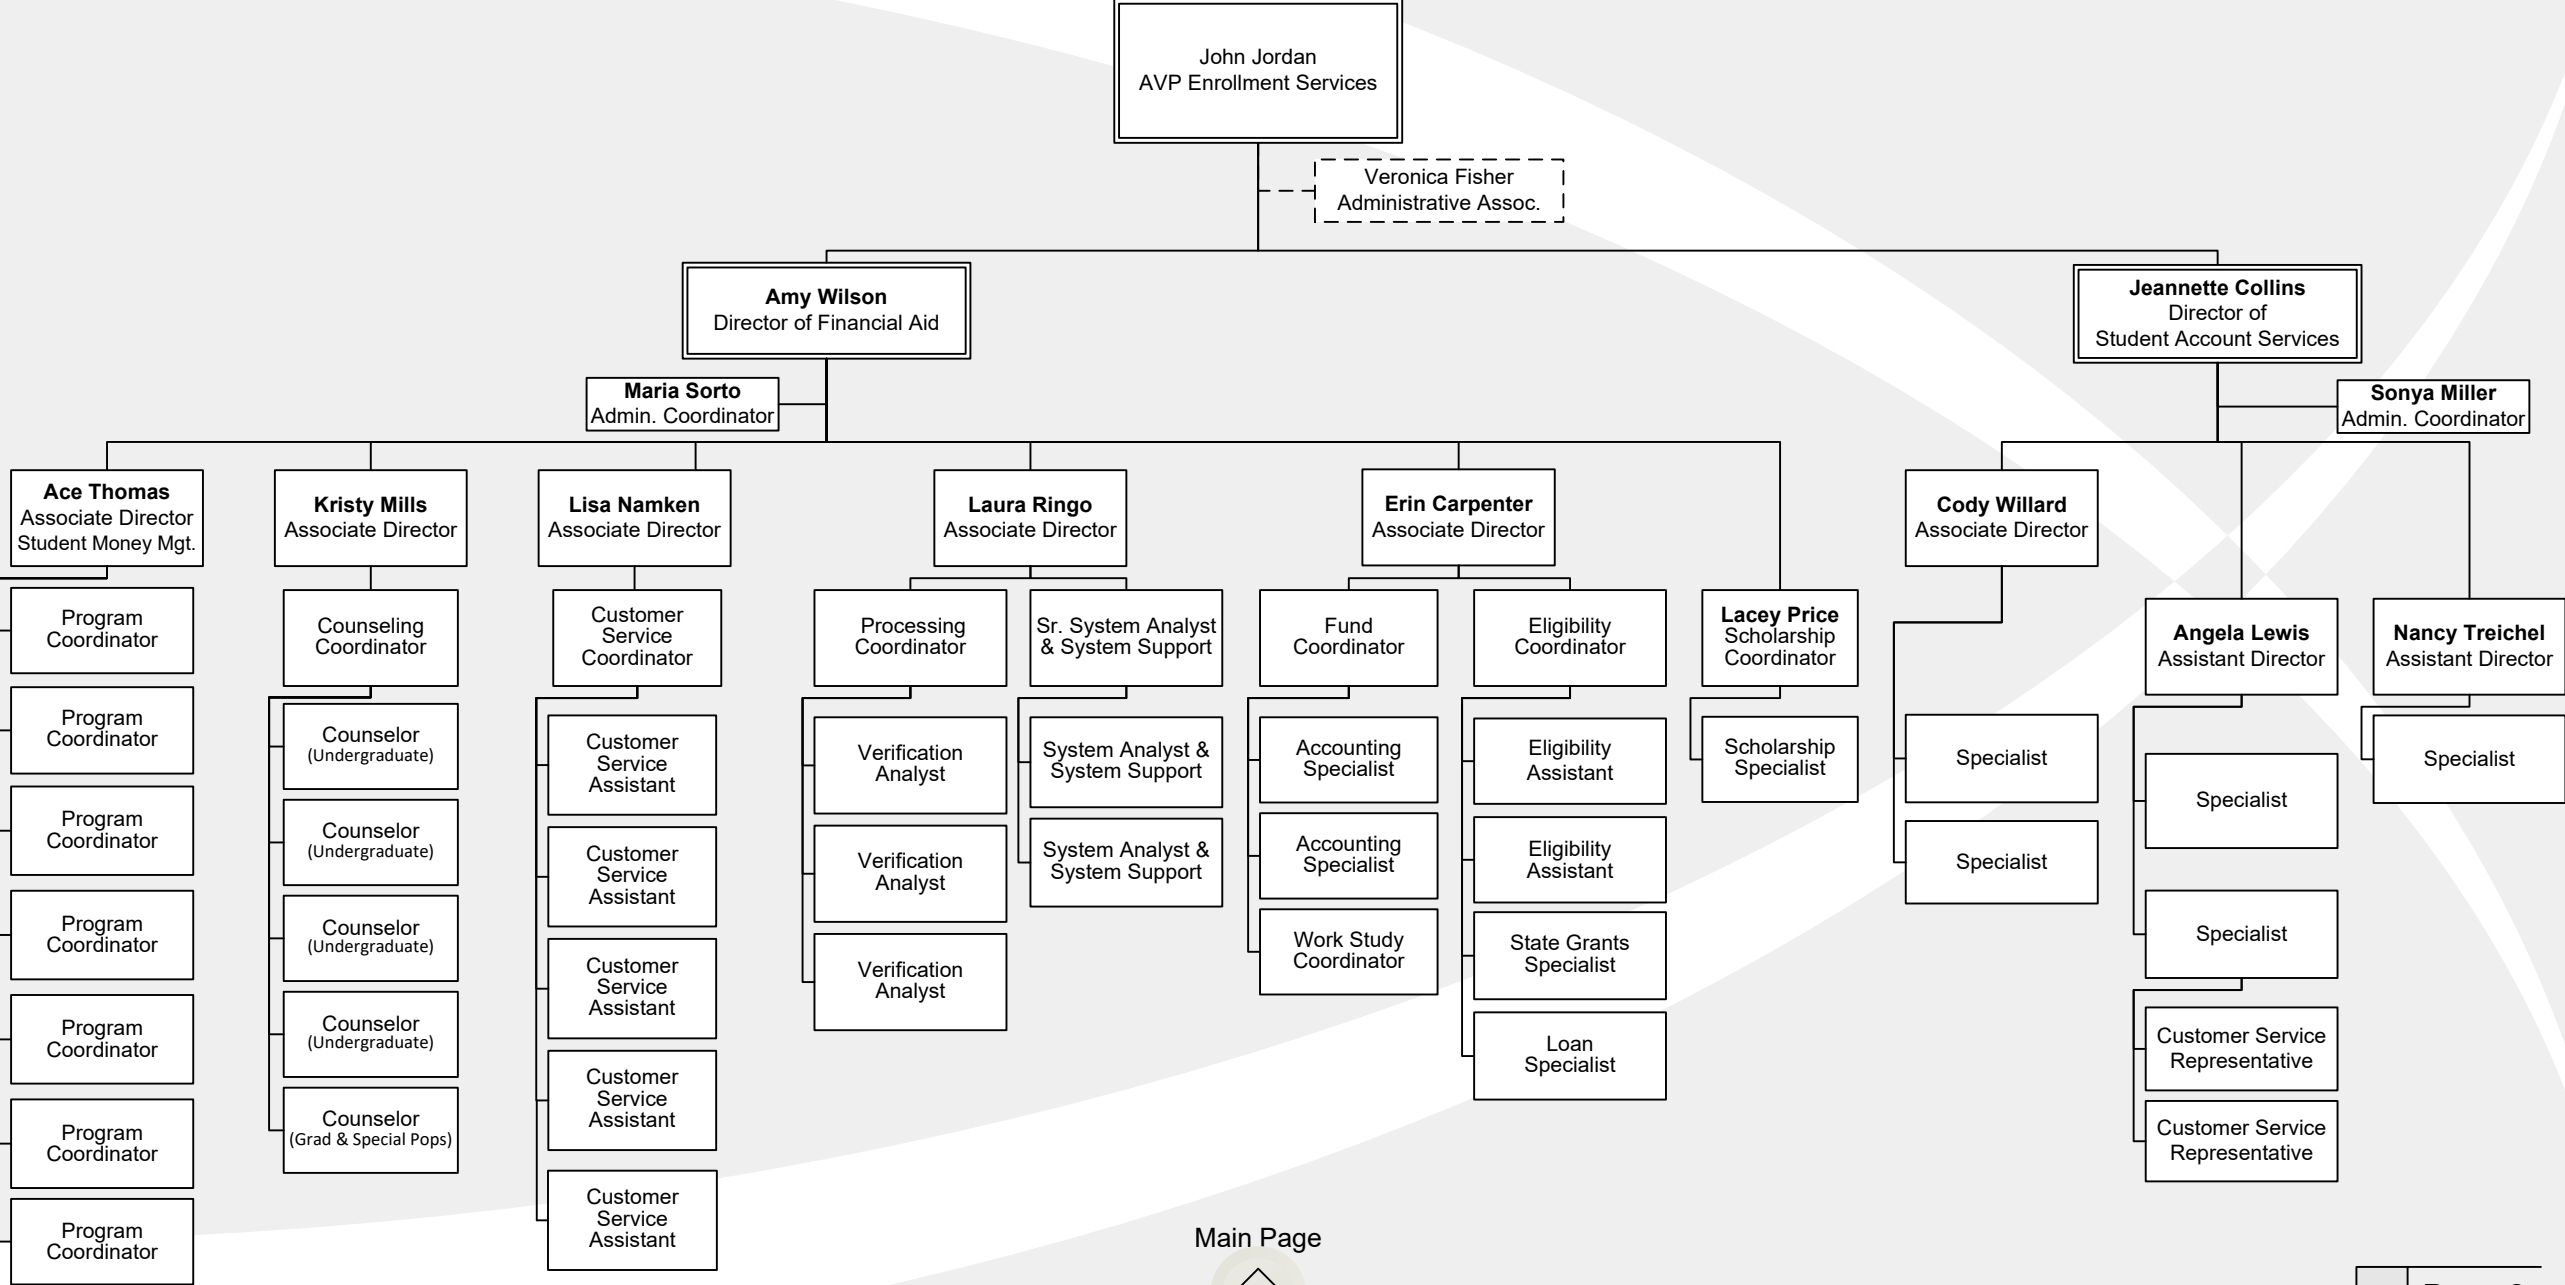 John Jordan
AVP Enrollment Services
Veronica Fisher
Administrative Assoc.
Amy Wilson
Director of Financial Aid
Jeannette Collins
Director of
Student Account Services
Maria Sorto
Admin. Coordinator
Sonya Miller
Admin. Coordinator
Ace Thomas
Associate Director
Student Money Mgt.
Kristy Mills
Associate Director
Lisa Namken
Associate Director
Laura Ringo
Associate Director
Erin Carpenter
Associate Director
Cody Willard
Associate Director
Program
Coordinator
Program
Coordinator
Program
Coordinator
Program
Coordinator
Program
Coordinator
Program
Coordinator
Program
Coordinator
Counseling
Coordinator
Counselor
(Undergraduate)
Counselor
(Undergraduate)
Counselor
(Undergraduate)
Counselor
(Undergraduate)
Counselor
(Grad & Special Pops)
Customer
Service
Coordinator
Customer
Service
Assistant
Customer
Service
Assistant
Customer
Service
Assistant
Customer
Service
Assistant
Customer
Service
Assistant
Processing
Coordinator
Verification
Analyst
Verification
Analyst
Verification
Analyst
Sr. System Analyst
& System Support
System Analyst &
System Support
System Analyst &
System Support
Fund
Coordinator
Accounting
Specialist
Accounting
Specialist
Work Study
Coordinator
Eligibility
Coordinator
Eligibility
Assistant
Eligibility
Assistant
State Grants
Specialist
Loan
Specialist
Lacey Price
Scholarship
Coordinator
Scholarship
Specialist
Specialist
Specialist
Angela Lewis
Assistant Director
Specialist
Specialist
Customer Service
Representative
Customer Service
Representative
Nancy Treichel
Assistant Director
Specialist
Main Page